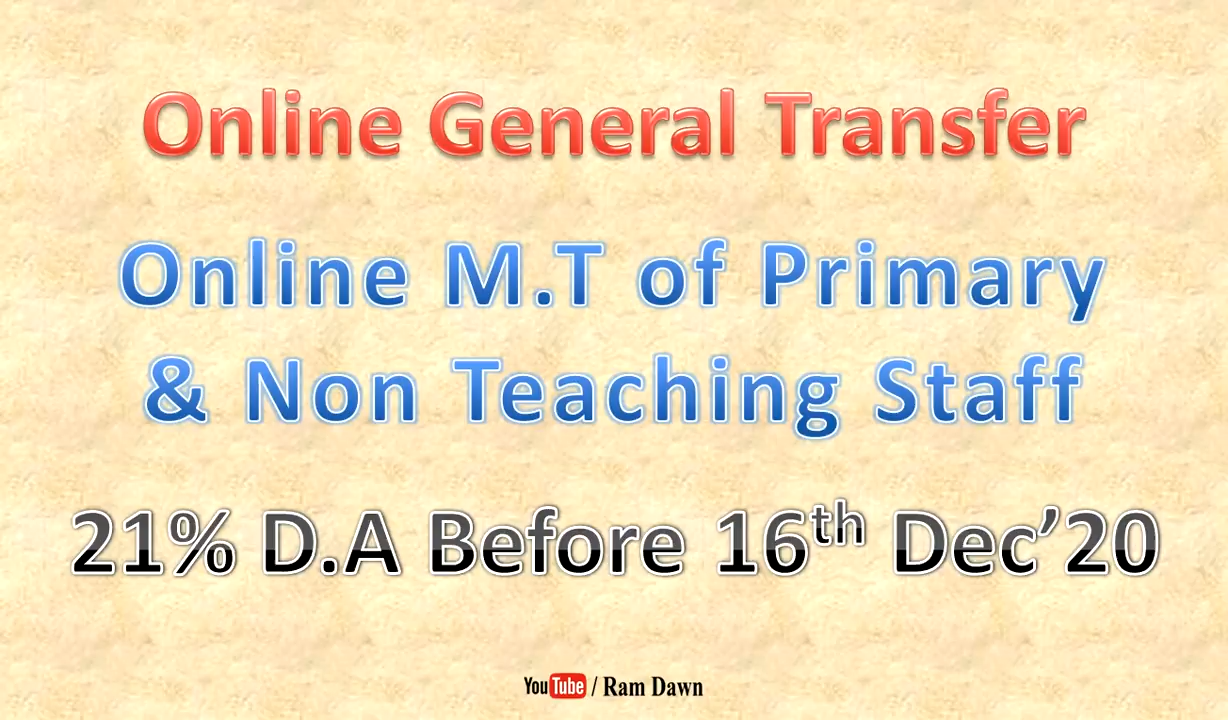 Online General Transfer
Online M.T of Primary
& Non Teaching Staff
21% D.A Before 16th Dec’20
YouTube / Ram Dawn